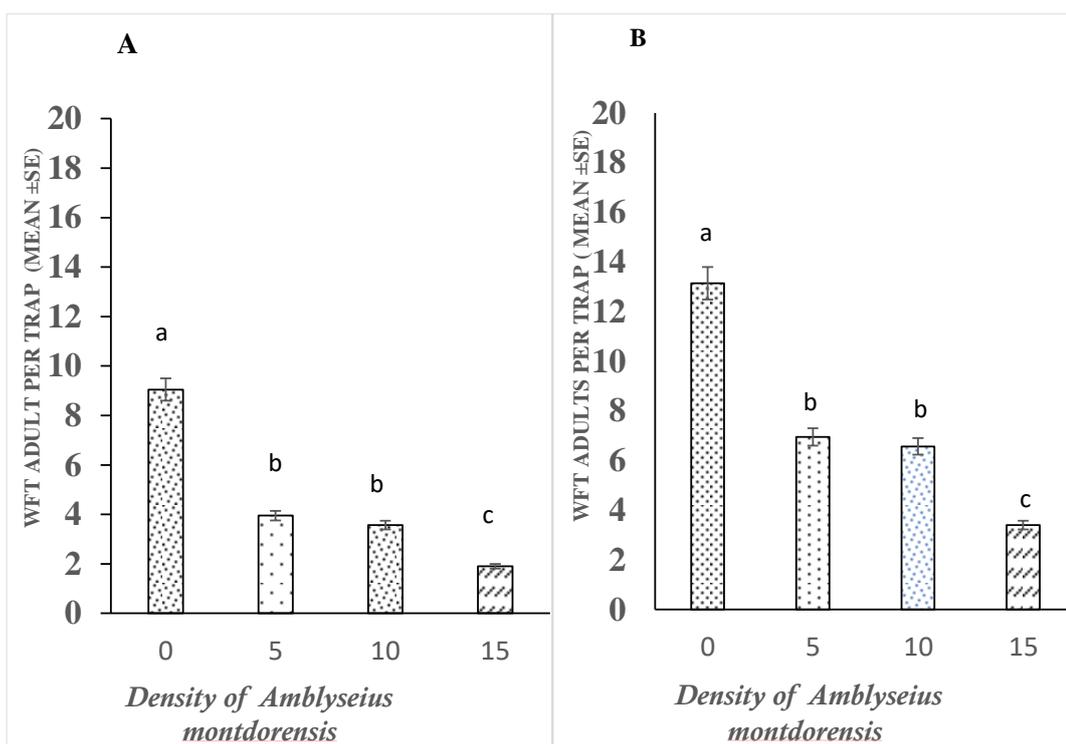 A
WFT ADULT PER TRAP (MEAN ±SE)
20
18
16
14
12
10
8
6
4
2
0
a
b
b
c
0 5 10 15
Density of Amblyseius
montdorensis
B
WFT ADULTS PER TRAP ( MEAN ±SE)
20
18
16
14
12
10
8
6
4
2
0
a
b
b
c
0 5 10 15
Density of Amblyseius
montdorensis